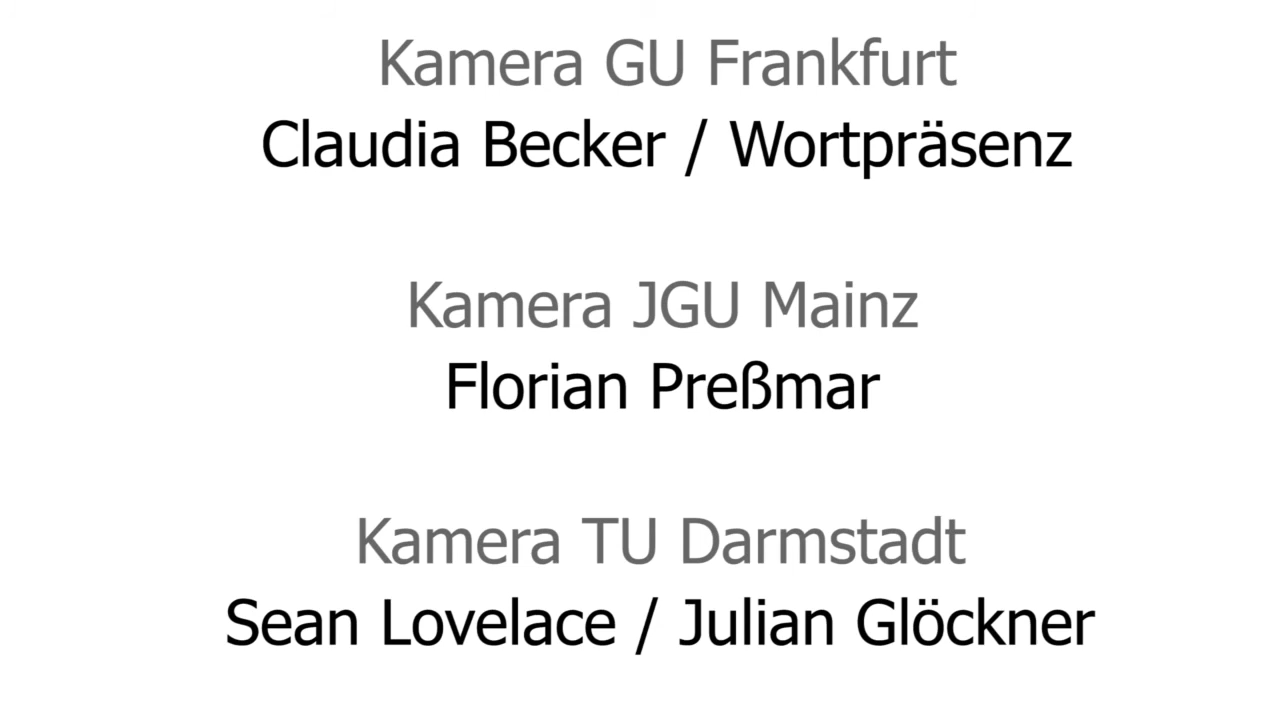 Kamera GU Frankfurt
Claudia Becker / Wortpräsenz
Kamera JGU Mainz
Florian Preßmar
Kamera TU Darmstadt
Sean Lovelace / Julian Glöckner